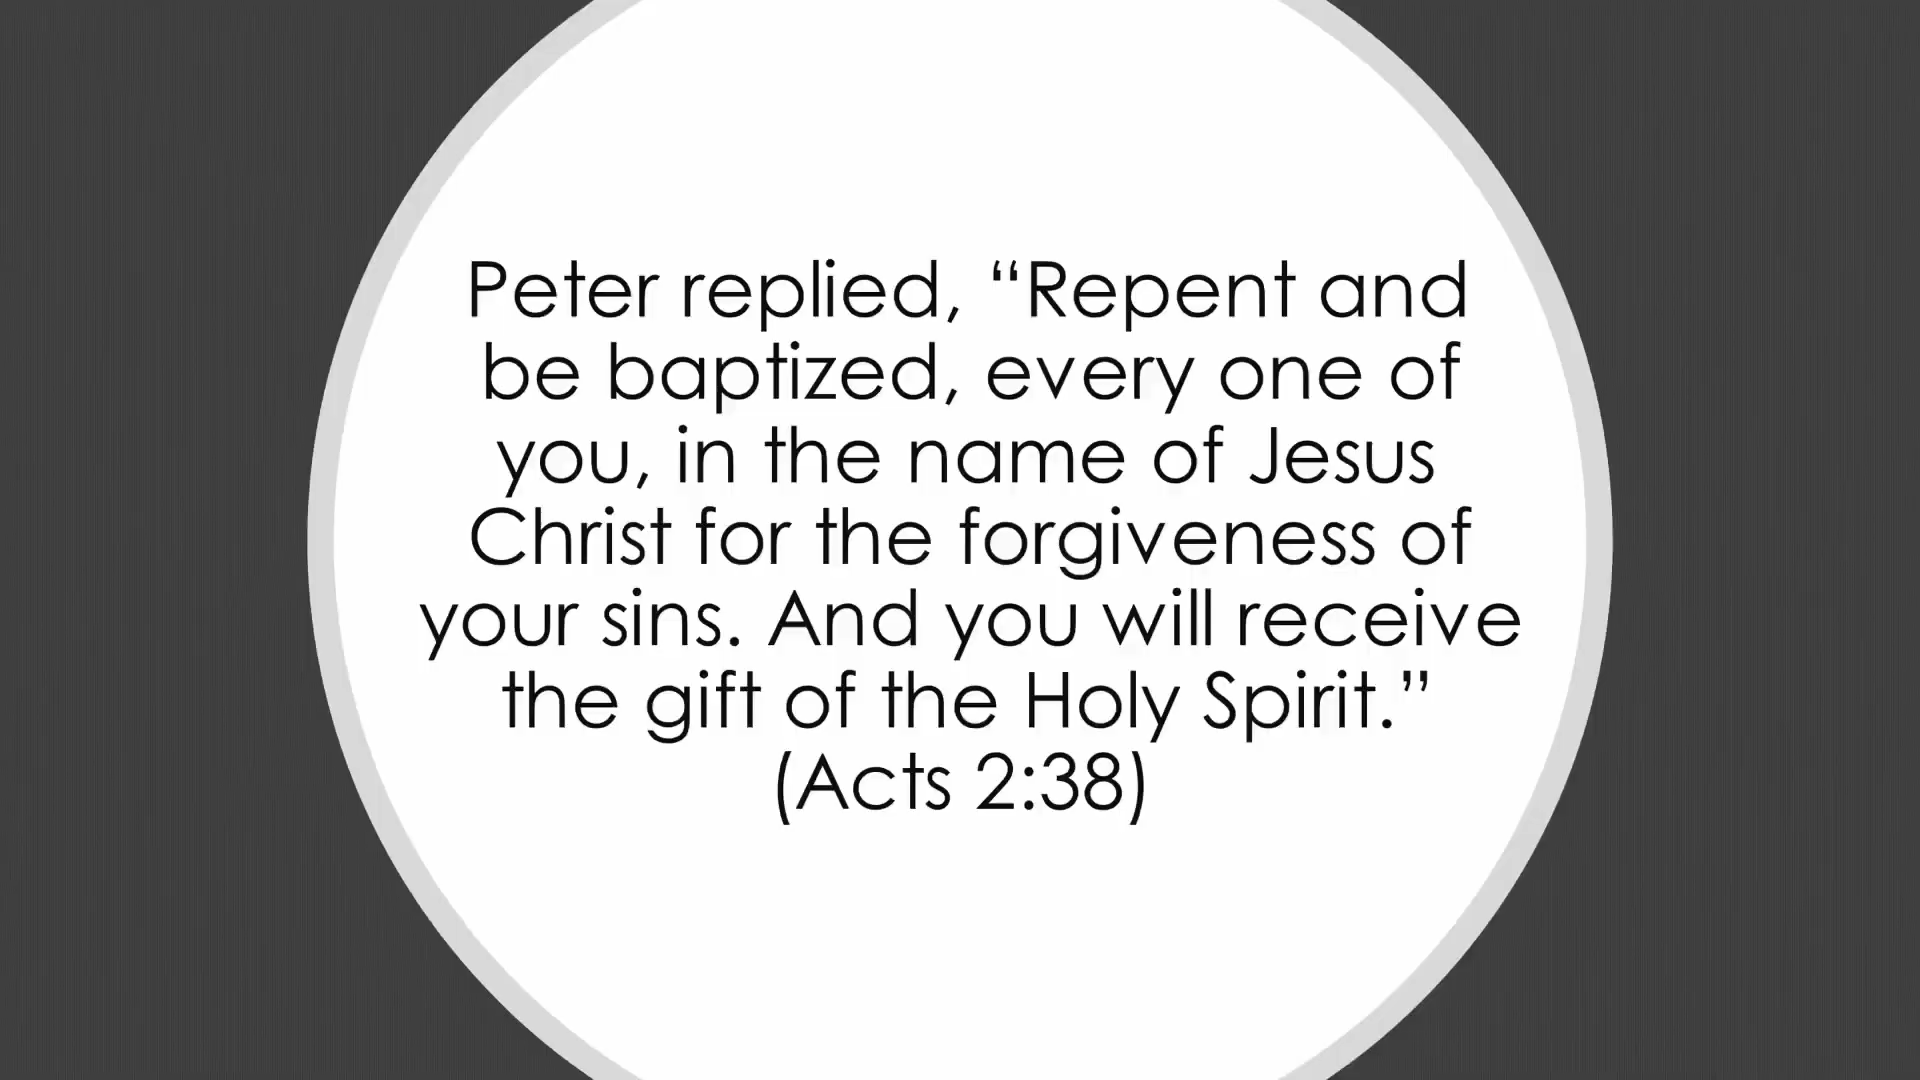 Peter replied, “Repent and
be baptized, every one of
you, in the name of Jesus
Christ for the forgiveness of
your sins. And you will receive
the gift of the Holy Spirit.”
(Acts 2:38)